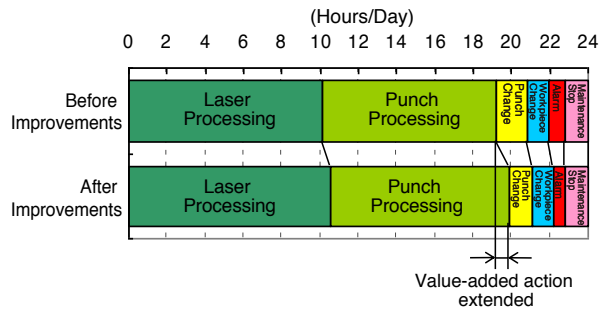 (Hours/Day)
0 2 4 6 8 10 12 14 16 18 20 22 24
Before
Improvements
Laser
Processing
Punch
Processing
Punch
Change
Workpiece
Change
Alarm
Maintenance
Stop
After
Improvements
Laser
Processing
Punch
Processing
Punch
Change
Workpiece
Change
Alarm
Maintenance
Stop
Value-added action
extended